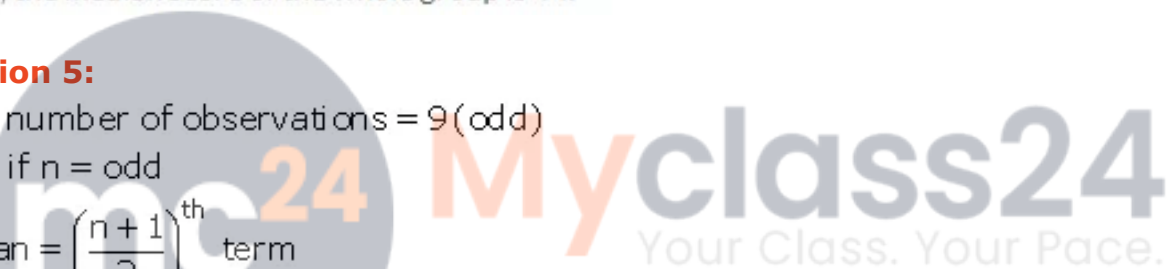 ion 5:
number of observations = 9 (odd)
if n = odd
an = (n + 1 / 2)th term
mc24
Myclass24
Your Class. Your Pace.